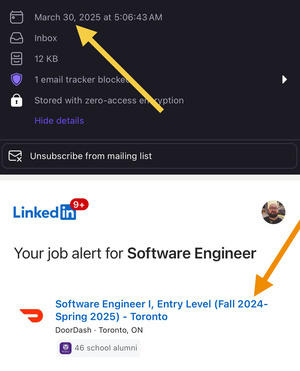 March 30, 2025 at 5:06:43 AM
Inbox
12 KB
1 email tracker blocked
Stored with zero-access encryption
Hide details
Unsubscribe from mailing list
LinkedIn 9+
Your job alert for Software Engineer
Software Engineer I, Entry Level (Fall 2024-
Spring 2025) - Toronto
DoorDash · Toronto, ON
46 school alumni